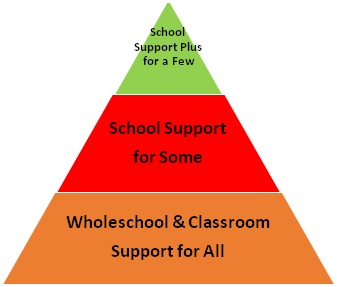 School
Support Plus
for a Few
School Support
for Some
Wholeschool & Classroom
Support for All